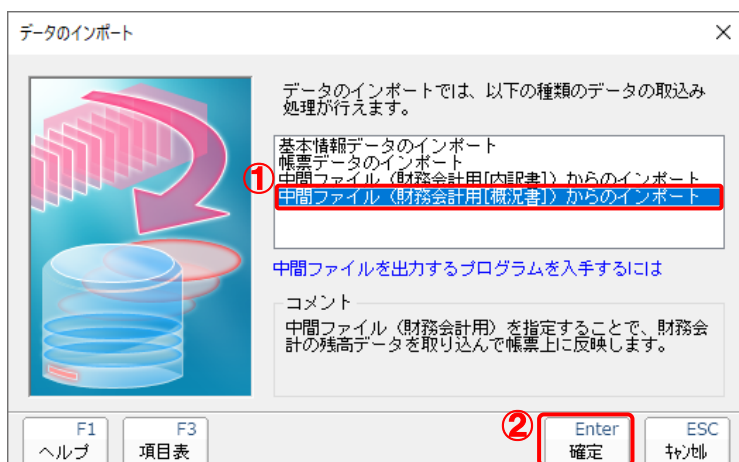 データのインポート
データのインポートでは、以下の種類のデータの取込み
処理が行えます。
基本情報データのインポート
帳票データのインポート
①
中間ファイル（財務会計用[内訳書]）からのインポート
中間ファイル（財務会計用[概況書]）からのインポート
中間ファイルを出力するプログラムを入手するには
コメント
中間ファイル（財務会計用）を指定することで、財務会
計の残高データを取り込んで帳票上に反映します。
F1
ヘルプ
F3
項目表
②
Enter
確定
ESC
ｷｬﾝｾﾙ